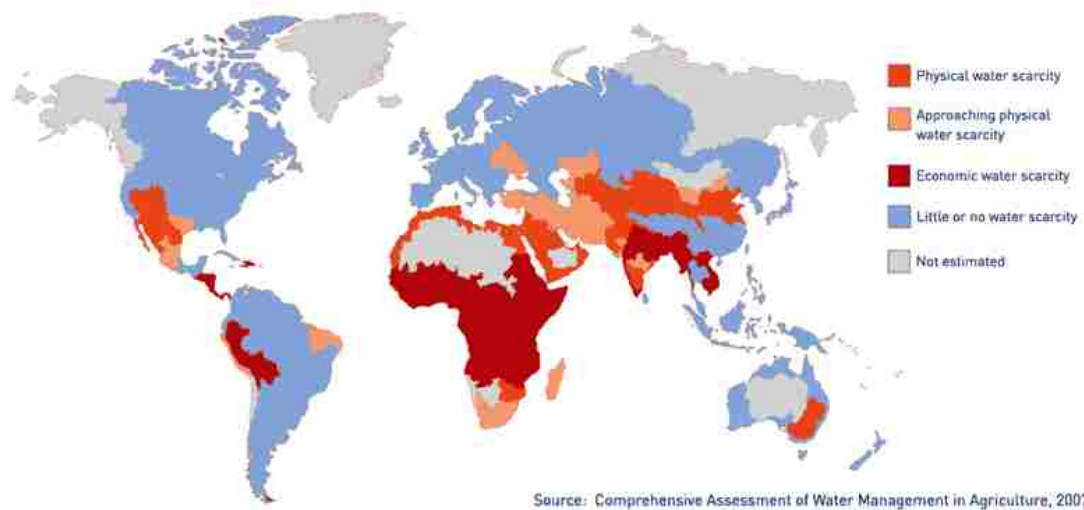 Physical water scarcity
Approaching physical
water scarcity
Economic water scarcity
Little or no water scarcity
Not estimated
Source: Comprehensive Assessment of Water Management in Agriculture, 2007